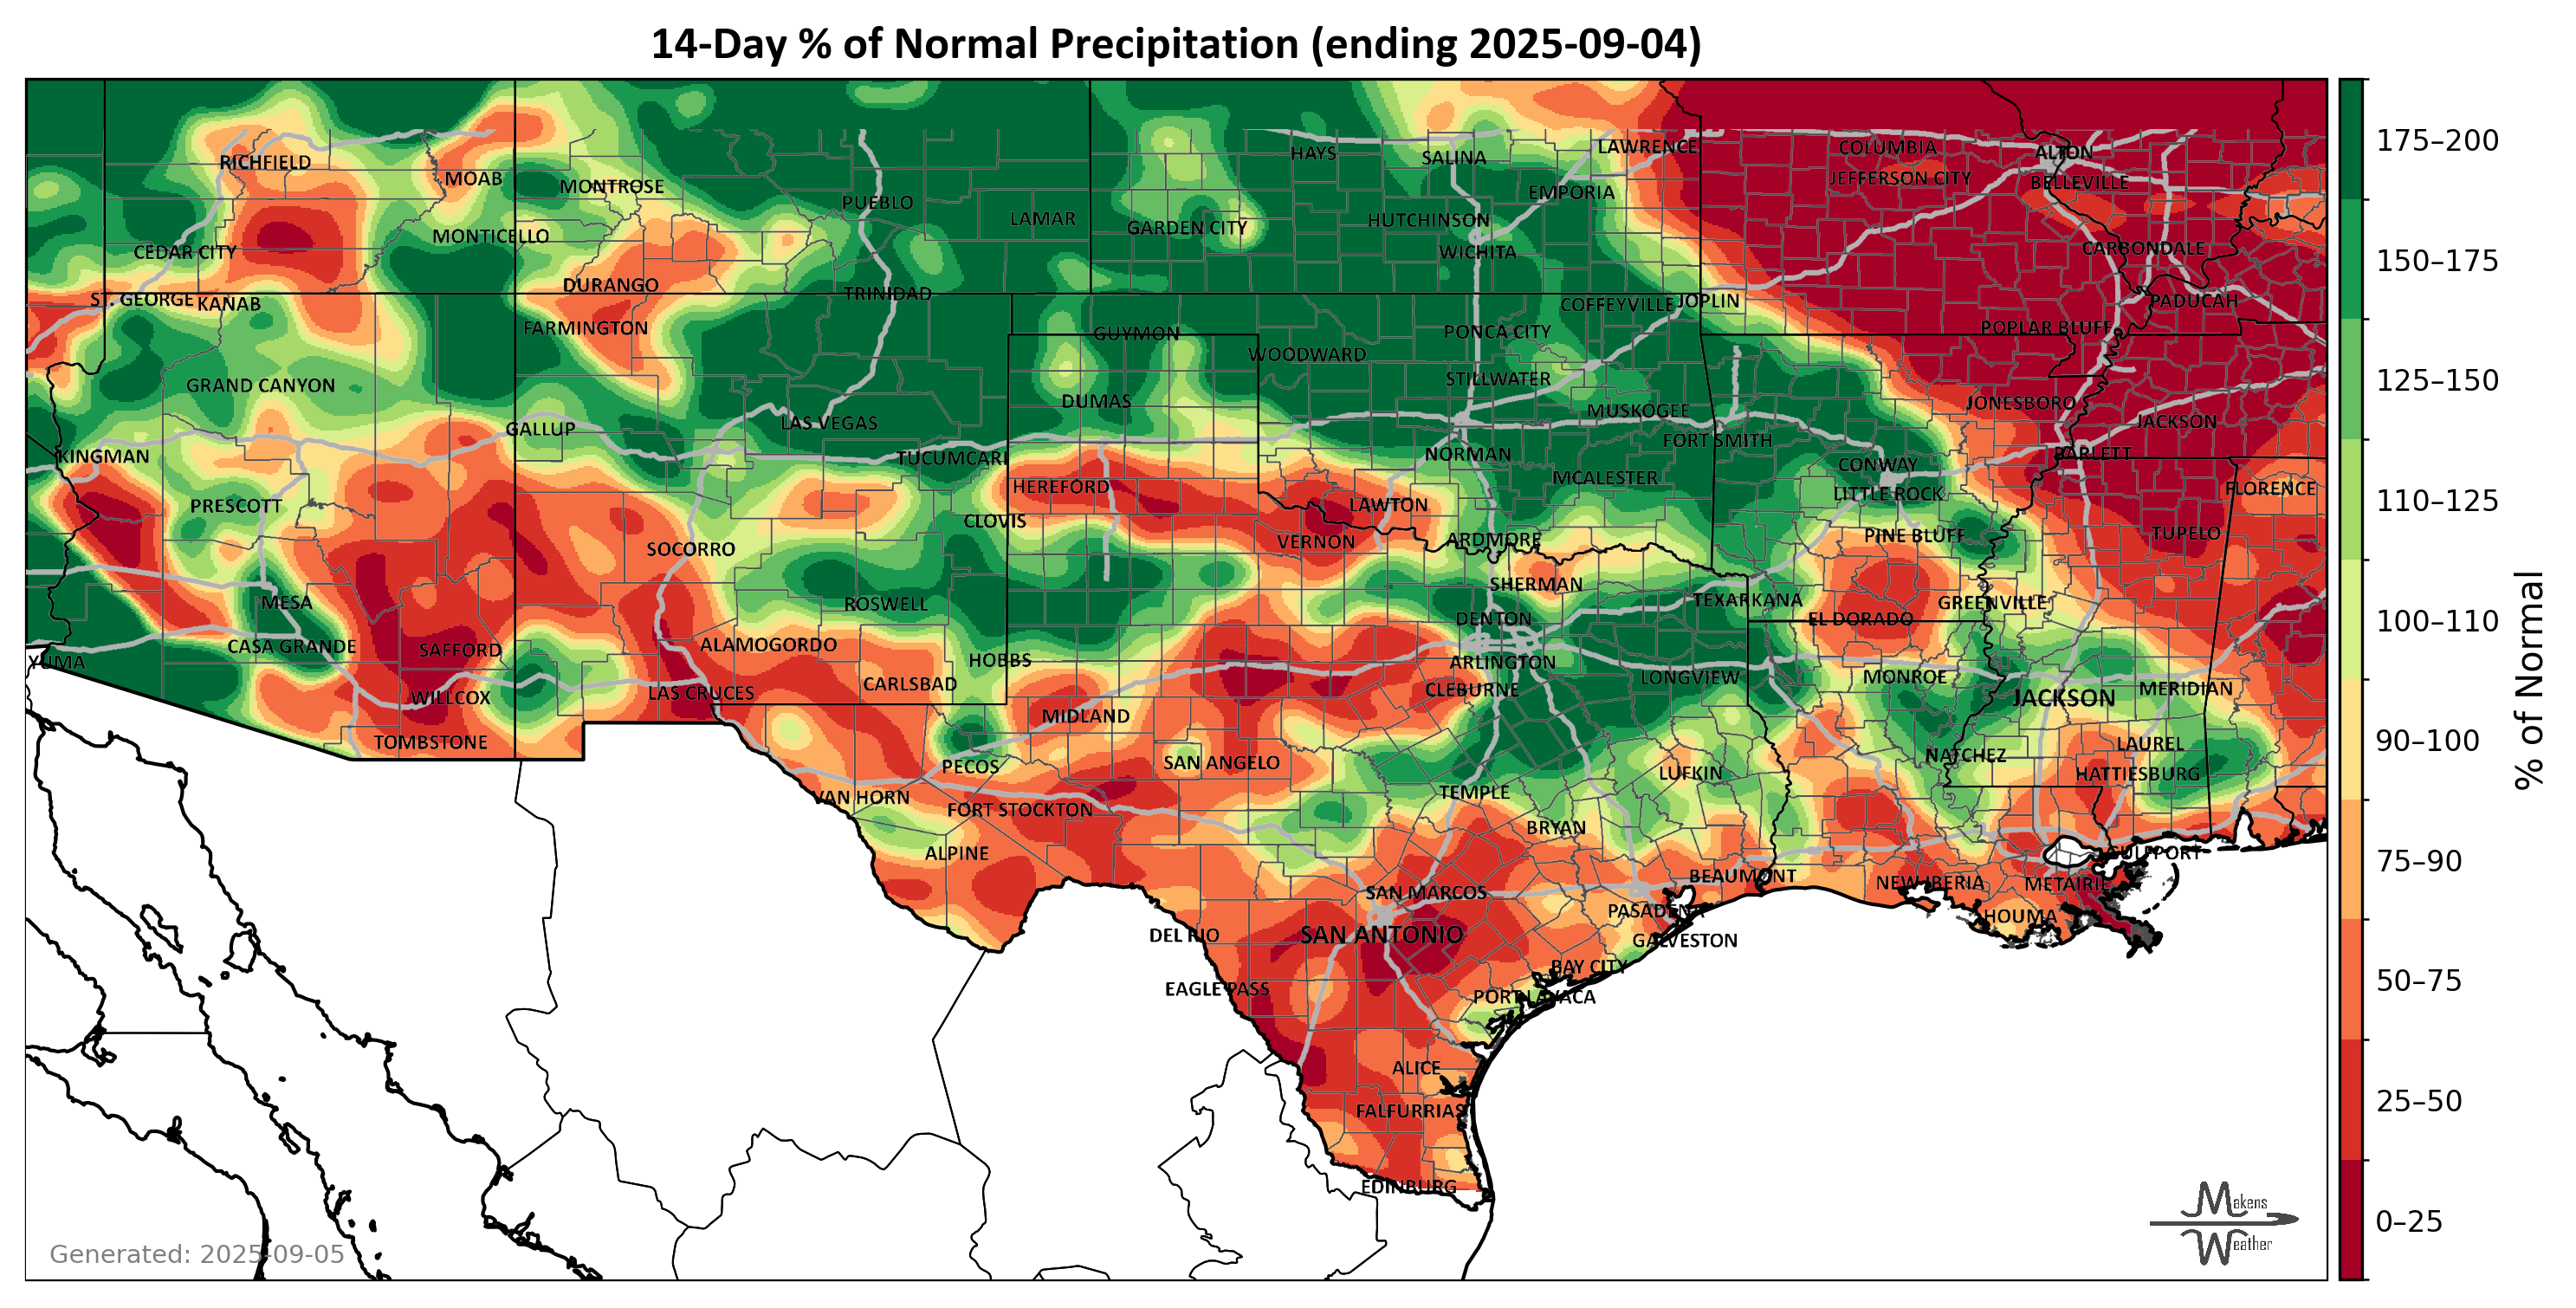 14-Day % of Normal Precipitation (ending 2025-09-04)
RICHFIELD
MOAB
MONTROSE
PUEBLO
LAMAR
HAYS
SALINA
LAWRENCE
COLUMBIA
ALTON
JEFFERSON CITY
BELLEVILLE
EMPORIA
GARDEN CITY
HUTCHINSON
WICHITA
CEDAR CITY
MONTICELLO
CARBONDALE
DURANGO
TRINIDAD
ST. GEORGE
KANAB
COFFEYVILLE
JOPLIN
PADUCAH
FARMINGTON
GUYMON
PONCA CITY
POPLAR BLUFF
WOODWARD
GRAND CANYON
STILLWATER
DUMAS
MUSKOGEE
JONESBORO
JACKSON
GALLUP
LAS VEGAS
FORT SMITH
KINGMAN
TUCUMCARI
NORMAN
BARLETT
CONWAY
HEREFORD
MCALESTER
LITTLE ROCK
FLORENCE
PRESCOTT
LAWTON
CLOVIS
SOCORRO
VERNON
ARDMORE
PINE BLUFF
TUPELO
SHERMAN
MESA
ROSWELL
TEXARKANA
GREENVILLE
DENTON
EL DORADO
CASA GRANDE
SAFFORD
ALAMOGORDO
HOBBS
ARLINGTON
YUMA
CARLSBAD
CLEBURNE
LONGVIEW
MONROE
MERIDIAN
WILLCOX
LAS CRUCES
JACKSON
MIDLAND
TOMBSTONE
PECOS
SAN ANGELO
LUFKIN
NATCHEZ
LAUREL
HATTIESBURG
VAN HORN
FORT STOCKTON
TEMPLE
BRYAN
ALPINE
GULFPORT
SAN MARCOS
BEAUMONT
NEW IBERIA
METAIRIE
PASADENA
HOUMA
DEL RIO
SAN ANTONIO
GALVESTON
BAY CITY
EAGLE PASS
PORT LAVACA
ALICE
FALFURRIAS
EDINBURG
175–200
150–175
125–150
110–125
100–110
90–100
75–90
50–75
25–50
0–25
% of Normal
Makens
Weather
Generated: 2025-09-05